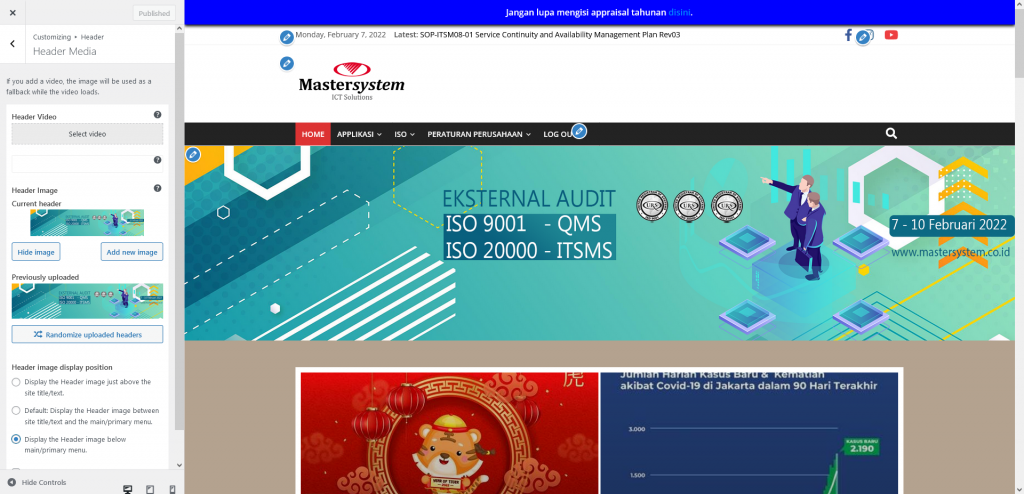 Published
Customizing • Header
Header Media
If you add a video, the image will be used as a
fallback while the video loads.
Header Video
Select video
Header Image
Current header
Hide image
Add new image
Previously uploaded
Randomize uploaded headers
Header image display position
Display the Header image just above the
site title/text.
Default: Display the Header image between
site title/text and the main/primary menu.
Display the Header image below
main/primary menu.
Hide Controls
Jangan lupa mengisi appraisal tahunan disini.
Monday, February 7, 2022
Latest: SOP-ITSM08-01 Service Continuity and Availability Management Plan Rev03
Mastersystem
ICT Solutions
HOME
APPLIKASI
ISO
PERATURAN PERUSAHAAN
LOG OU
EKSTERNAL AUDIT
ISO 9001 - QMS
ISO 20000 - ITSMS
URS
URS
URS
7 - 10 Februari 2022
www.mastersystem.co.id
虎
Jumlah Harian Kasus Baru & Kematian
akibat Covid-19 di Jakarta dalam 90 Hari Terakhir
3.000
KASUS BARU
2.190
1.500